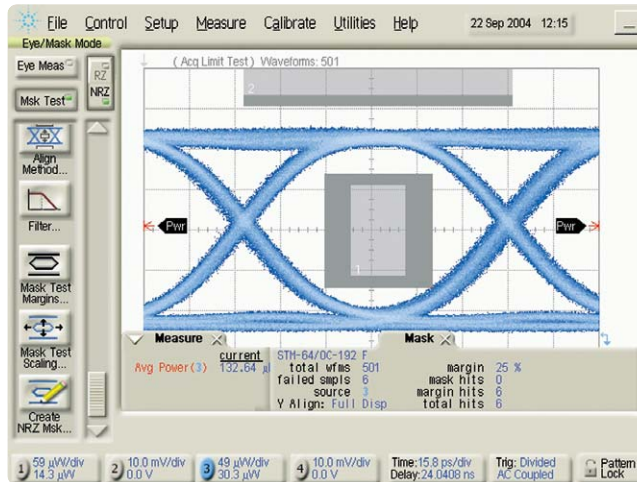 File Control Setup Measure Calibrate Utilities Help 22 Sep 2004 12:15
Eye/Mask Mode
Eye Meas
RZ
NRZ
Msk Test
( Acq Limit Test ) Waveforms: 501
2
Align
Method...
Filter...
Pwr Pwr
1
Mask Test
Margins...
Mask Test
Scaling...
Create
NRZ Msk...
Measure Mask
current
Avg Power(3) 132.64
STM-64/OC-192 F
total wfms 501 margin 25 %
failed smpls 6 mask hits 0
source 3 margin hits 6
Y Align: Full Disp total hits 6
1 59 µW/div
14.3 µW
2 10.0 mV/div
0.0 V
3 49 µW/div
30.3 µW
4 10.0 mV/div
0.0 V
Time:15.8 ps/div
Delay:24.0408 ns
Trig: Divided
AC Coupled
Pattern
Lock